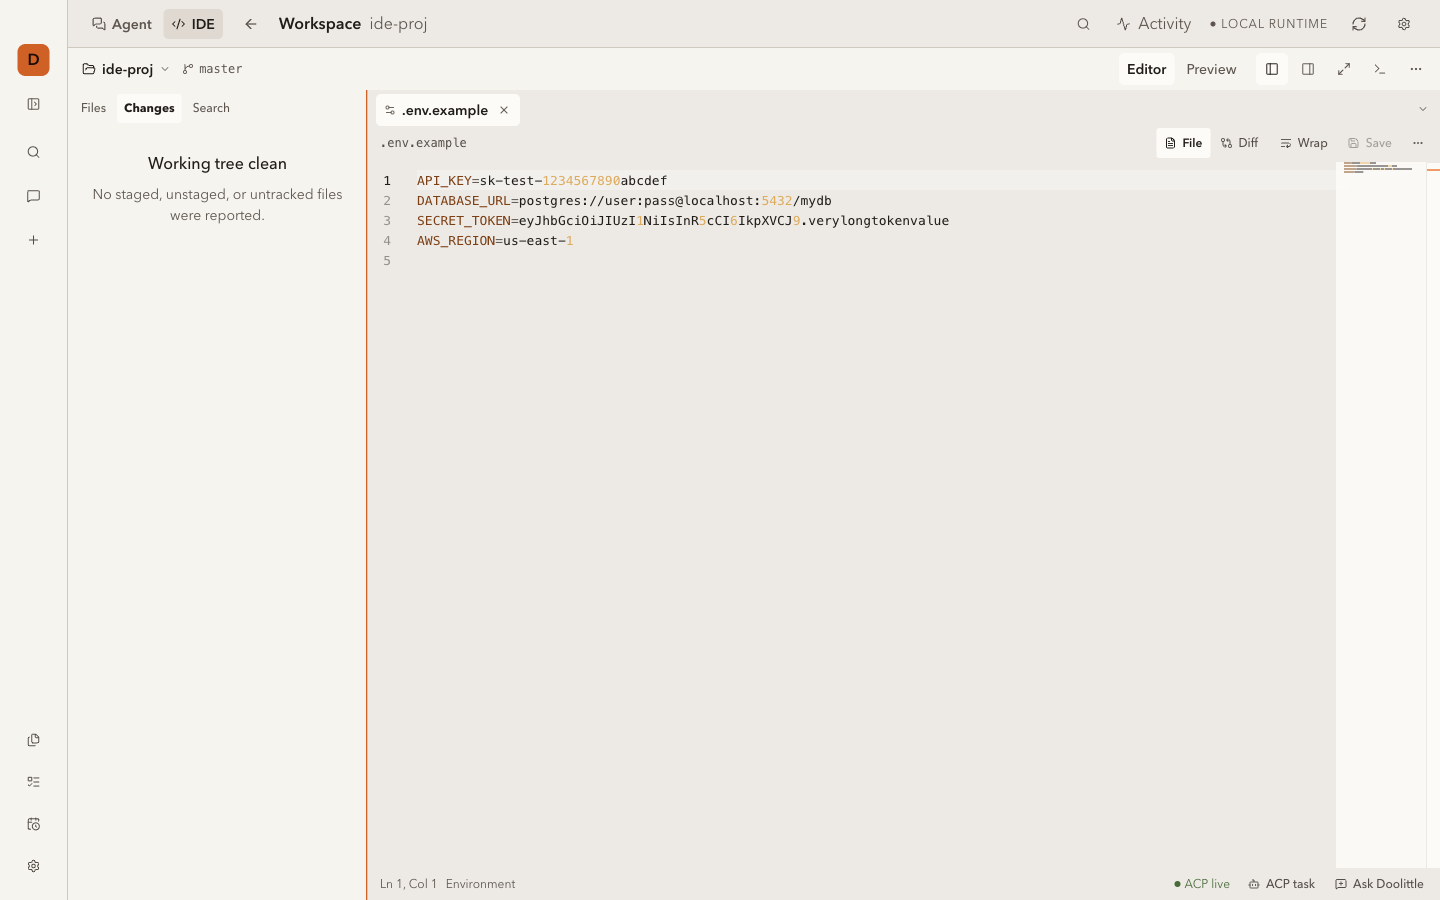 D
Agent
IDE
Workspace ide-proj
Activity
LOCAL RUNTIME
ide-proj
master
Editor
Preview
Files
Changes
Search
Working tree clean
No staged, unstaged, or untracked files
were reported.
.env.example
.env.example
File
Diff
Wrap
Save
1 API_KEY=sk-test-1234567890abcdef
2 DATABASE_URL=postgres://user:pass@localhost:5432/mydb
3 SECRET_TOKEN=eyJhbGciOiJIUzI1NiIsInR5cCI6IkpXVCJ9.verylongtokenvalue
4 AWS_REGION=us-east-1
5
Ln 1, Col 1 Environment
ACP live
ACP task
Ask Doolittle